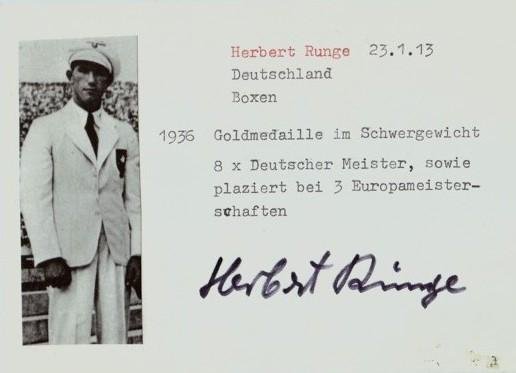 Herbert Runge 23.1.13
Deutschland
Boxen
1936 Goldmedaille im Schwergewicht
8 x Deutscher Meister, sowie
plaziert bei 3 Europameister-
schaften
Herbert Runge
3